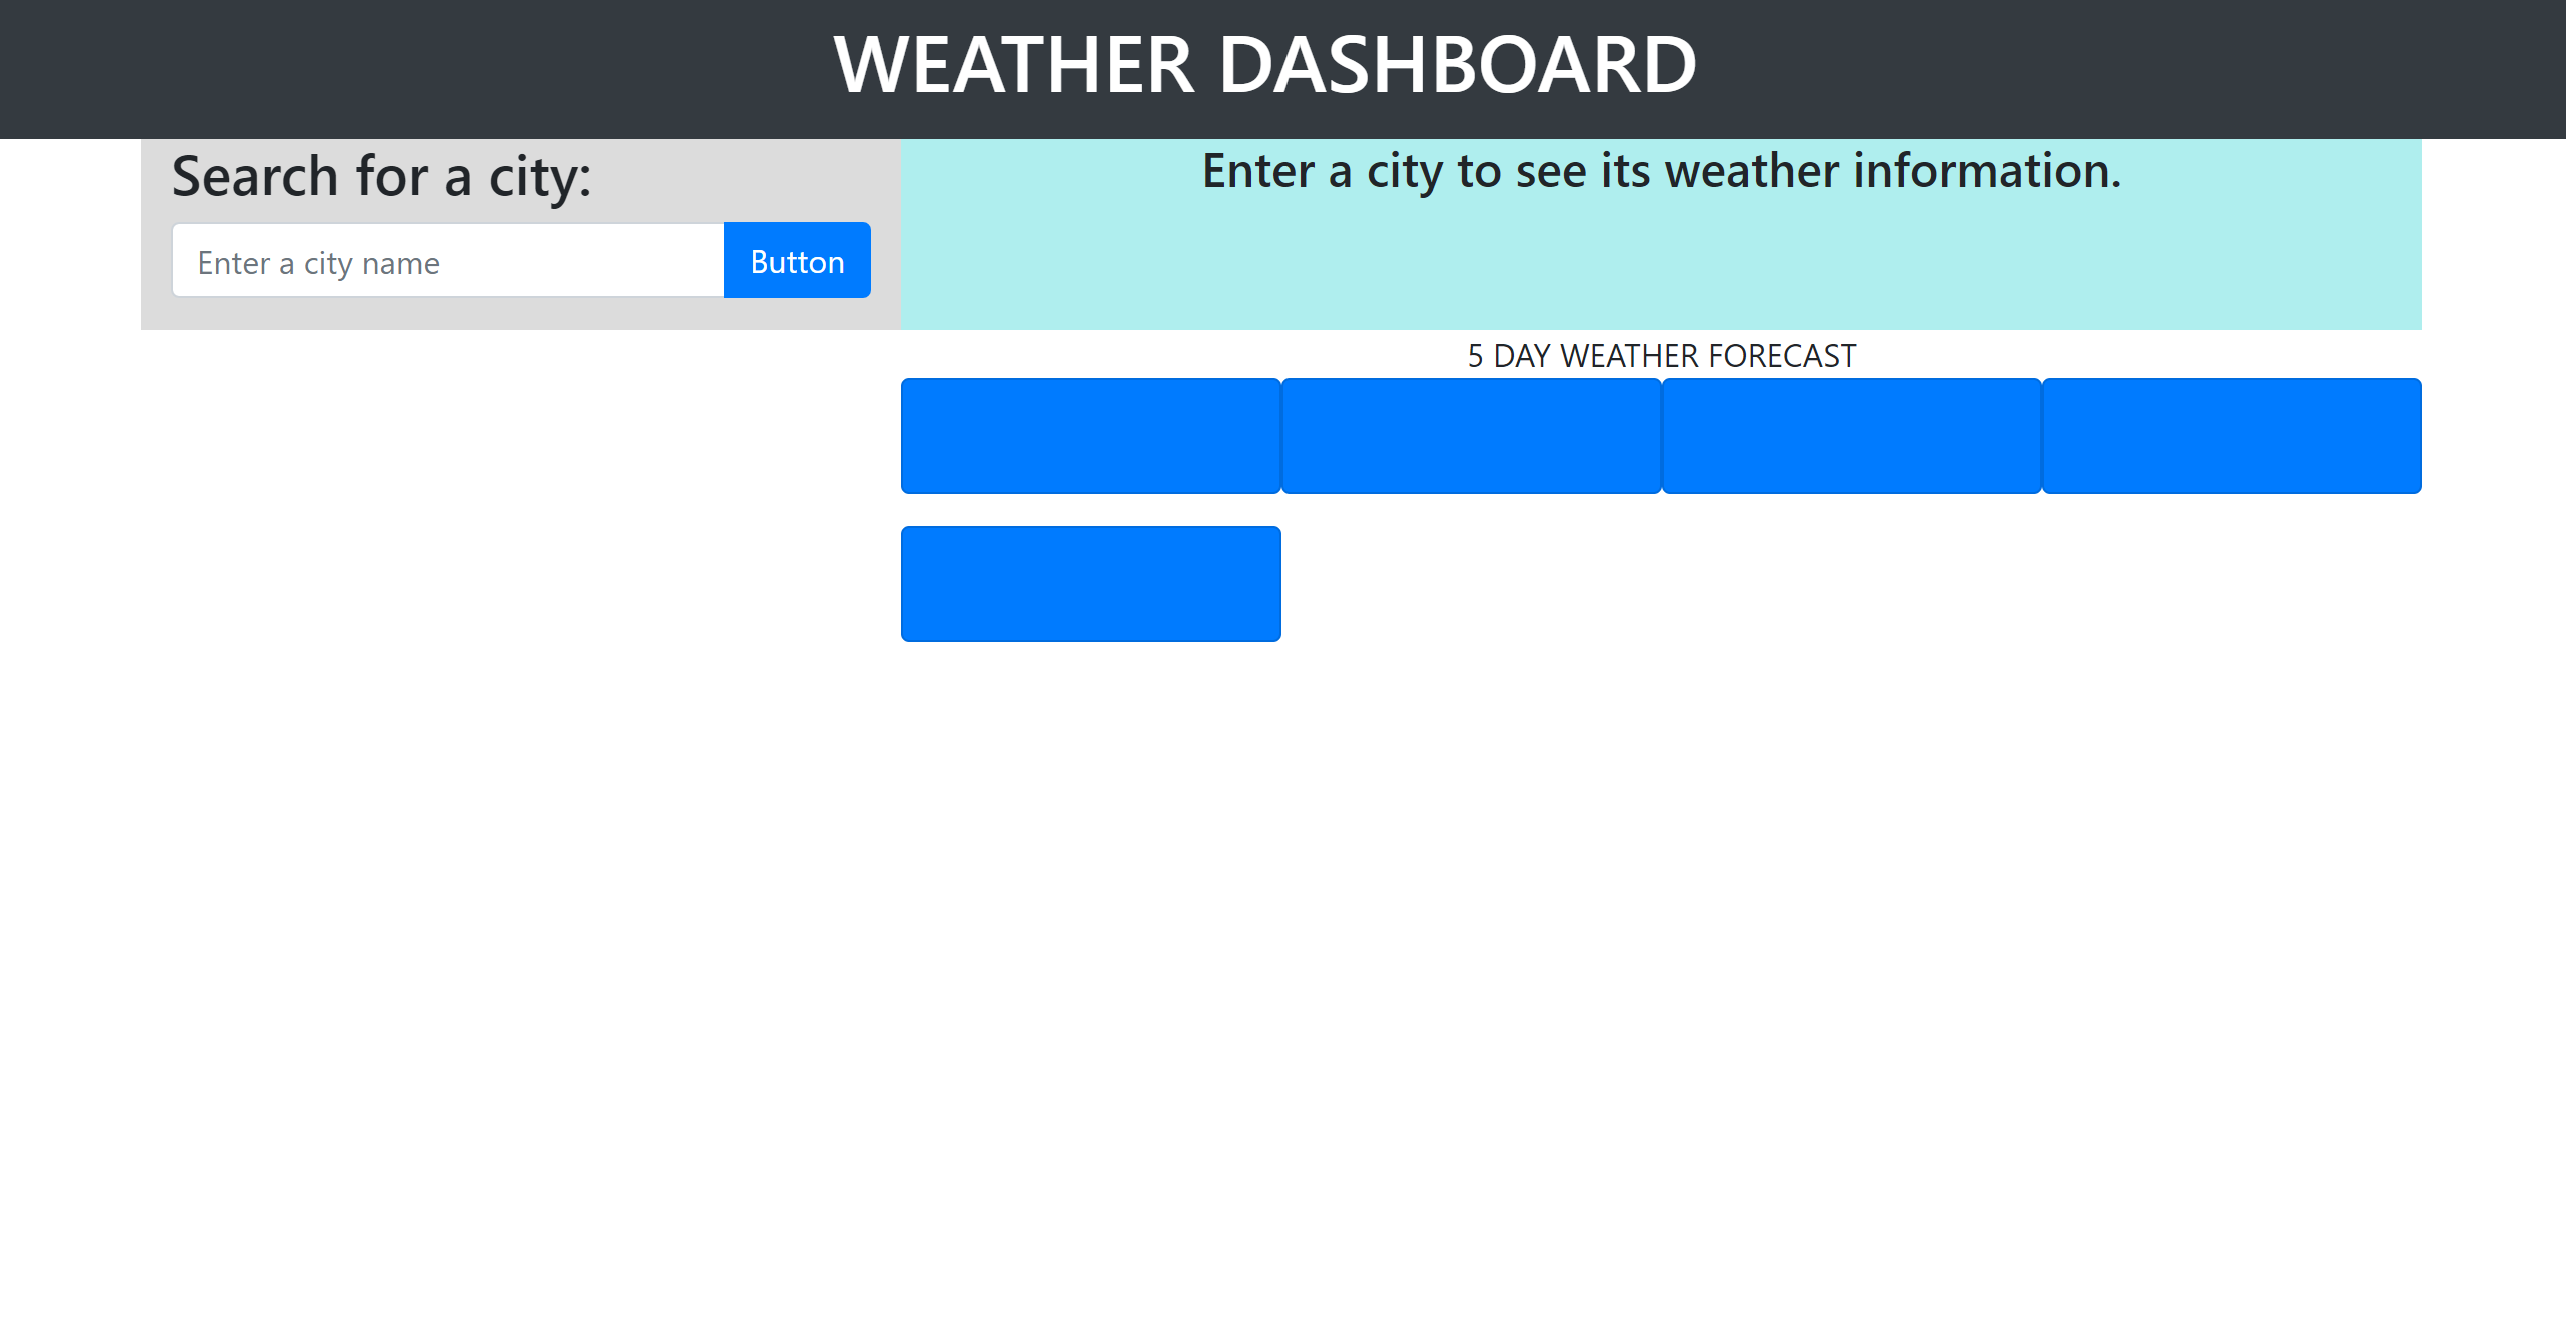 WEATHER DASHBOARD
Search for a city:
Enter a city name
Button
Enter a city to see its weather information.
5 DAY WEATHER FORECAST